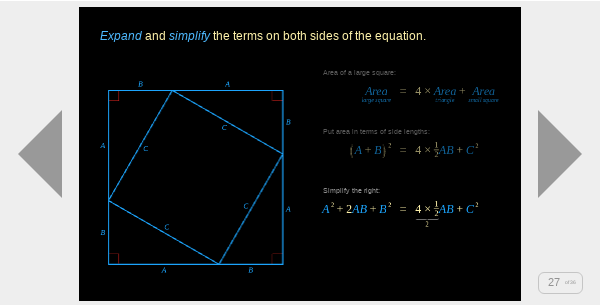 Expand and simplify the terms on both sides of the equation.
Area of a large square:
Area large square = 4 × Area triangle + Area small square
Put area in terms of side lengths:
(A + B)² = 4 × ½AB + C²
Simplify the right:
A² + 2AB + B² = 4 × ½AB + C²
2
B A
A B
C C
C C
B A
A B
27 of 36